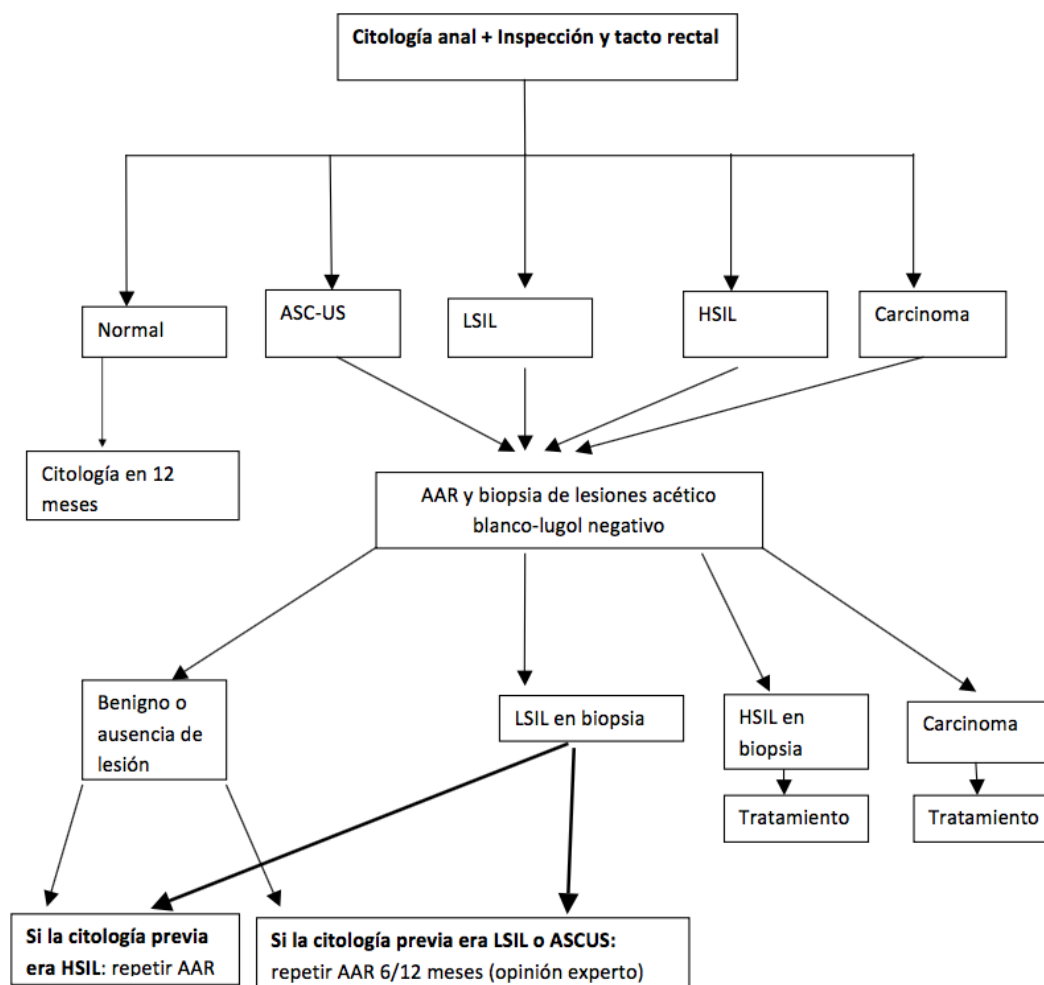 Citología anal + Inspección y tacto rectal
Normal
ASC-US
LSIL
HSIL
Carcinoma
Citología en 12
meses
AAR y biopsia de lesiones acético
blanco-lugol negativo
Benigno o
ausencia de
lesión
LSIL en biopsia
HSIL en
biopsia
Carcinoma
Tratamiento
Tratamiento
Si la citología previa
era HSIL: repetir AAR
Si la citología previa era LSIL o ASCUS:
repetir AAR 6/12 meses (opinión experto)